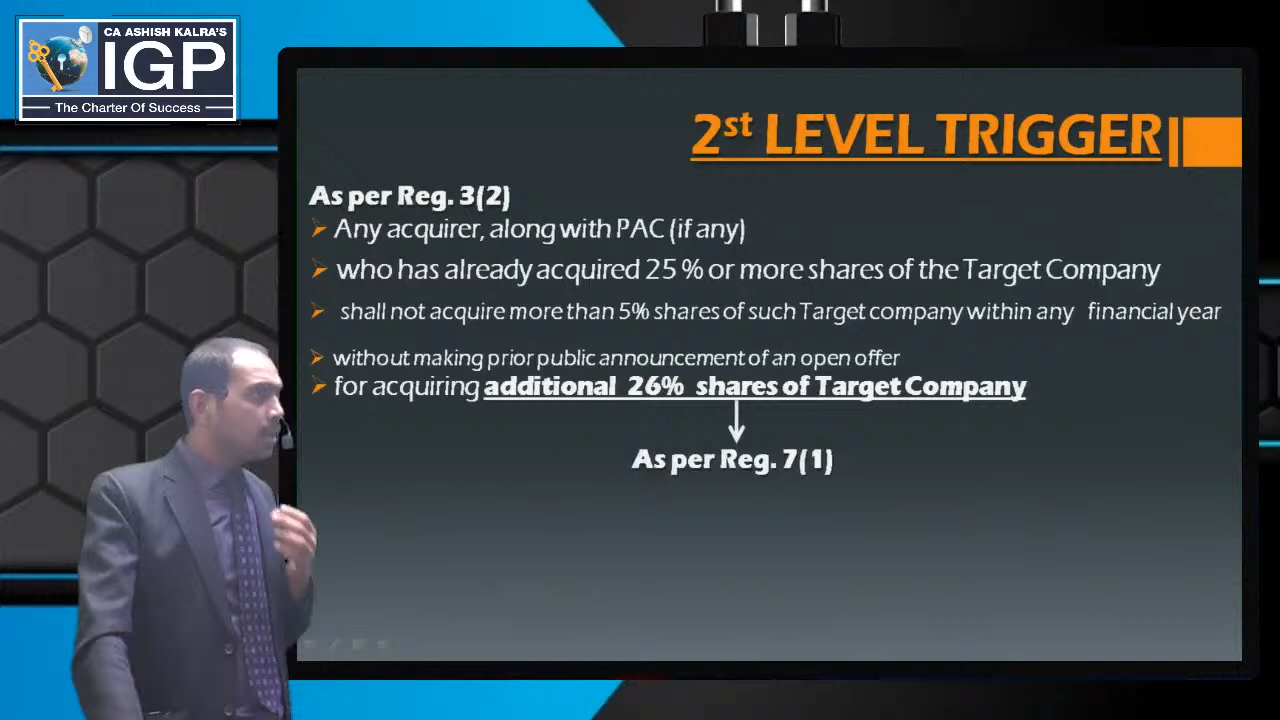 CA ASHISH KALRA'S
IGP
The Charter Of Success
2st LEVEL TRIGGER
As per Reg. 3(2)
Any acquirer, along with PAC (if any)
who has already acquired 25 % or more shares of the Target Company
shall not acquire more than 5% shares of such Target company within any financial year
without making prior public announcement of an open offer
for acquiring additional 26% shares of Target Company
As per Reg. 7(1)